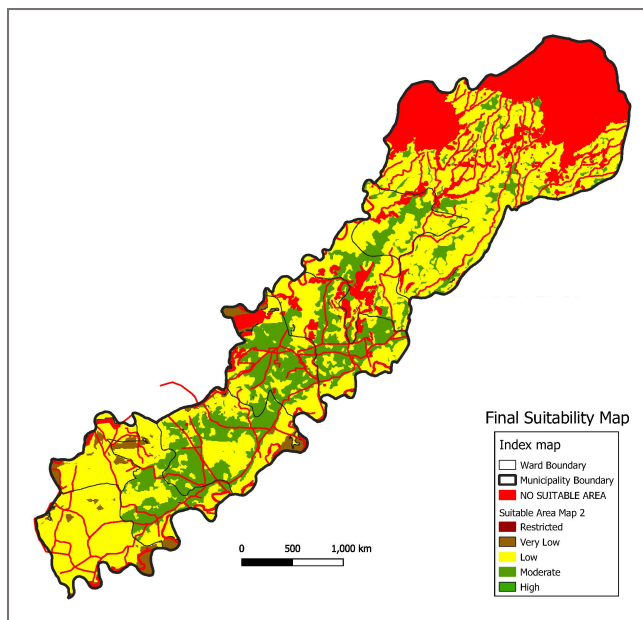 Final Suitability Map
Index map
Ward Boundary
Municipality Boundary
NO SUITABLE AREA
Suitable Area Map 2
Restricted
Very Low
Low
Moderate
High
0 500 1,000 km